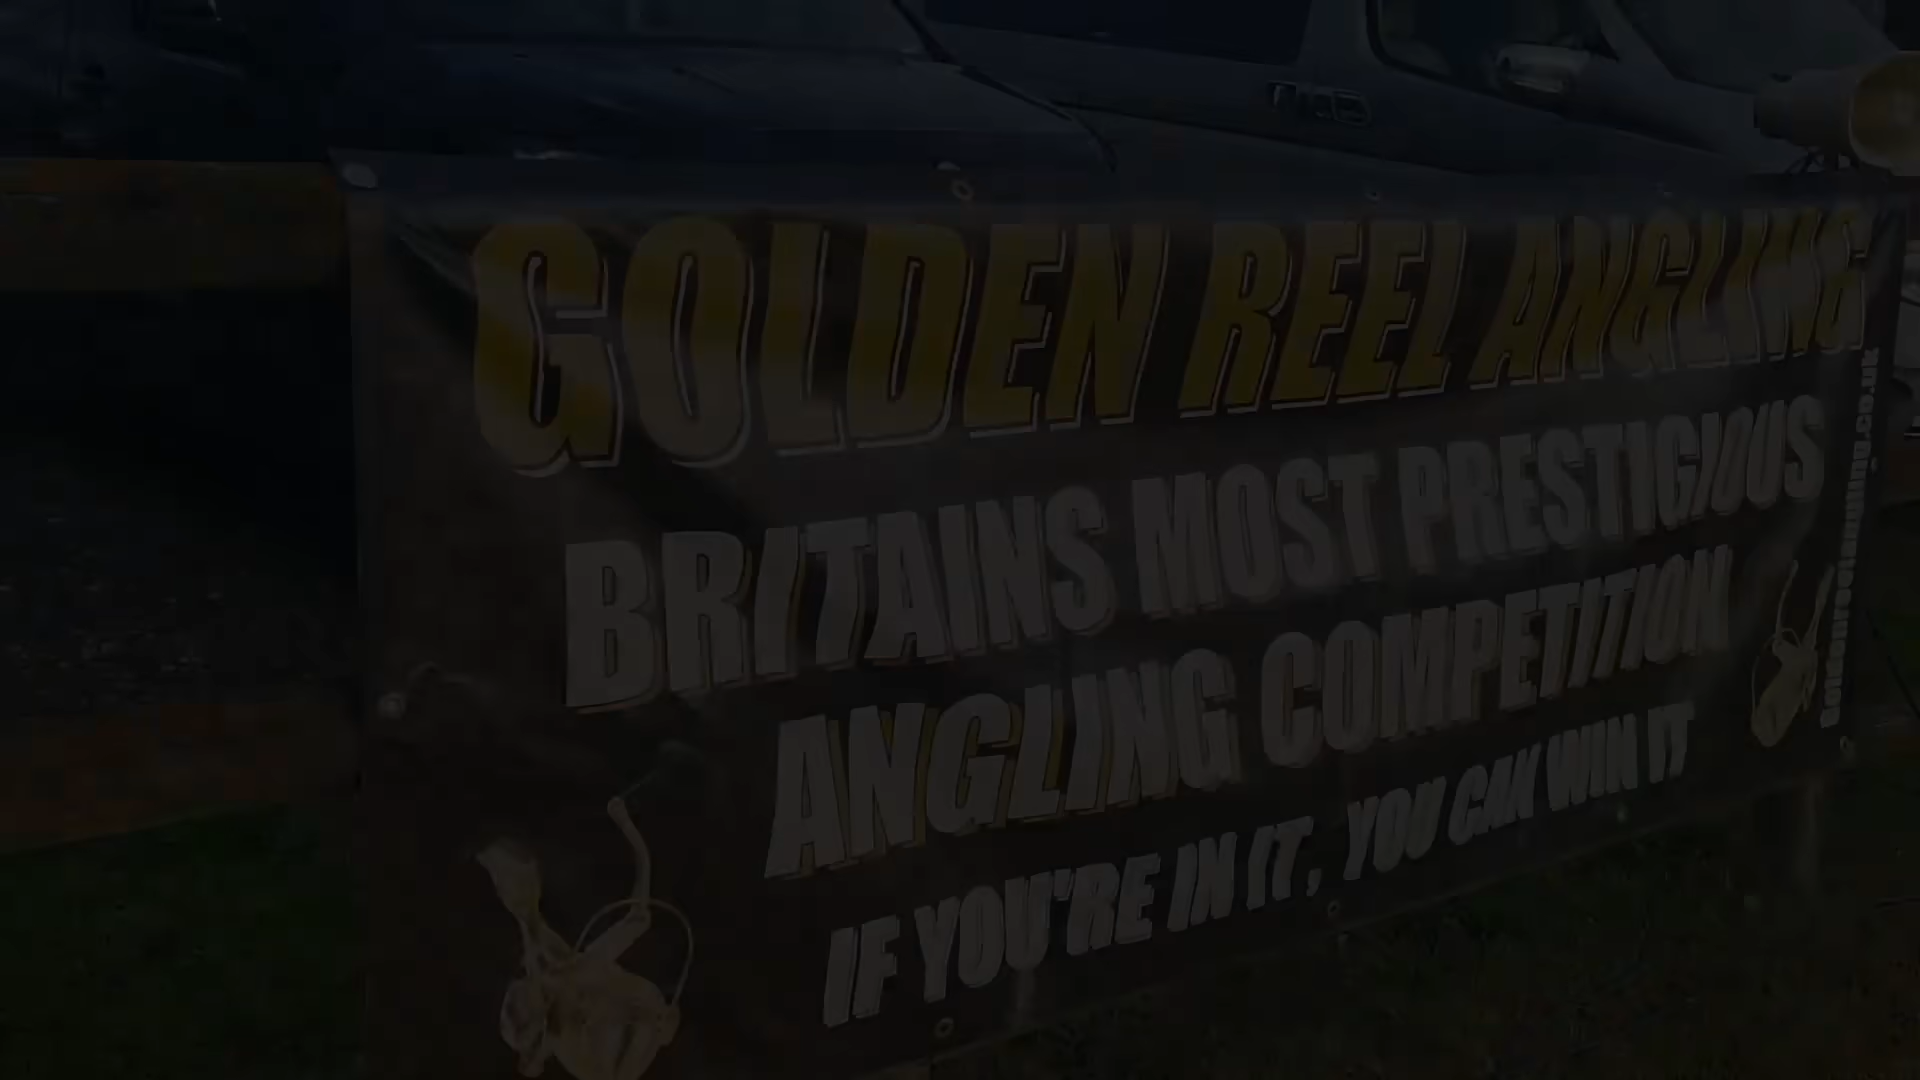 GOLDEN REEL ANGLING
BRITAINS MOST PRESTIGIOUS
ANGLING COMPETITION
IF YOU'RE IN IT, YOU CAN WIN IT